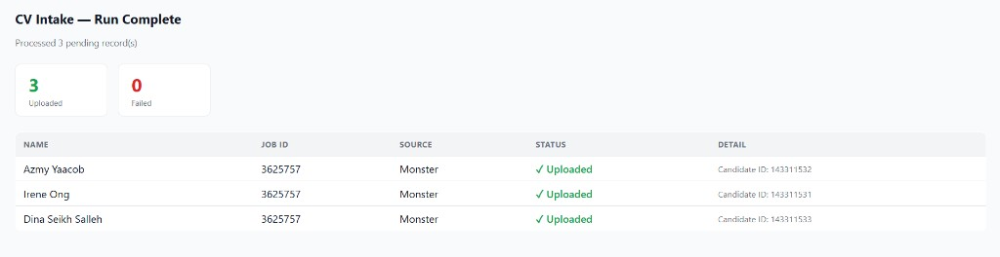 CV Intake — Run Complete
Processed 3 pending record(s)
3
Uploaded
0
Failed
NAME JOB ID SOURCE STATUS DETAIL
Azmy Yaacob 3625757 Monster ✓ Uploaded Candidate ID: 143311532
Irene Ong 3625757 Monster ✓ Uploaded Candidate ID: 143311531
Dina Seikh Salleh 3625757 Monster ✓ Uploaded Candidate ID: 143311533